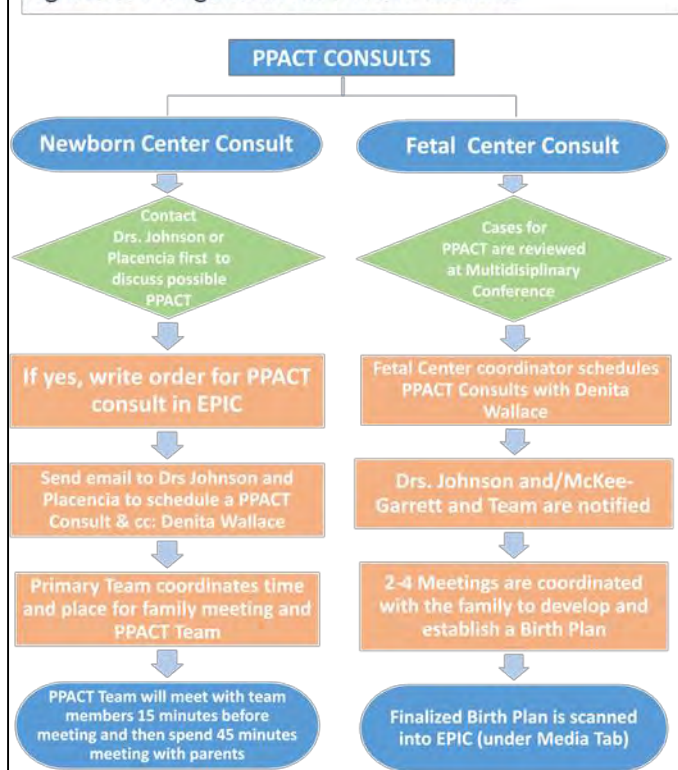 PPACT CONSULTS
Newborn Center Consult
Contact
Drs. Johnson or
Placencia first to
discuss possible
PPACT
If yes, write order for PPACT
consult in EPIC
Send email to Drs Johnson and
Placencia to schedule a PPACT
Consult & cc: Denita Wallace
Primary Team coordinates time
and place for family meeting and
PPACT Team
PPACT Team will meet with team
members 15 minutes before
meeting and then spend 45 minutes
meeting with parents
Fetal Center Consult
Cases for
PPACT are reviewed
at Multidisiplinary
Conference
Fetal Center coordinator schedules
PPACT Consults with Denita
Wallace
Drs. Johnson and/McKee-
Garrett and Team are notified
2-4 Meetings are coordinated
with the family to develop and
establish a Birth Plan
Finalized Birth Plan is scanned
into EPIC (under Media Tab)